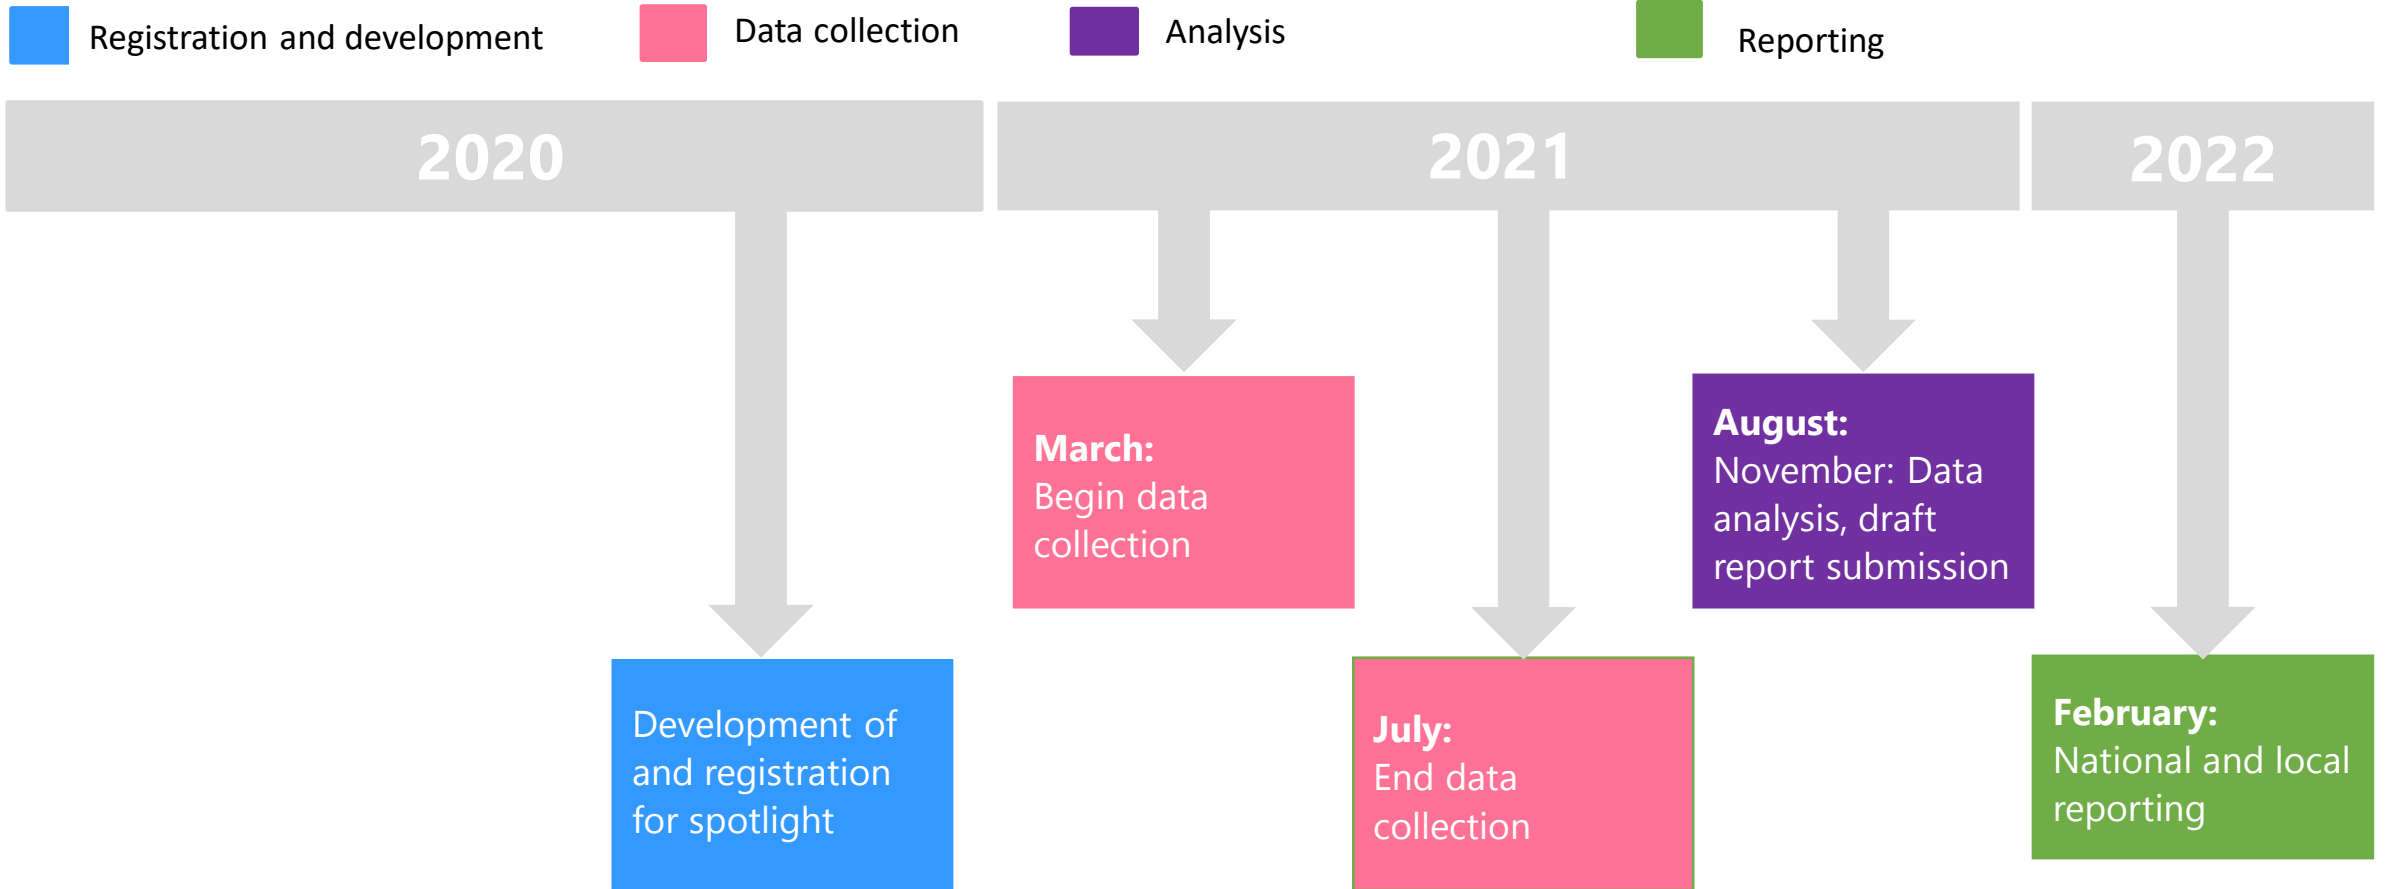 Registration and development
Data collection
Analysis
Reporting
2020
2021
2022
March:
Begin data
collection
August:
November: Data
analysis, draft
report submission
Development of
and registration
for spotlight
July:
End data
collection
February:
National and local
reporting